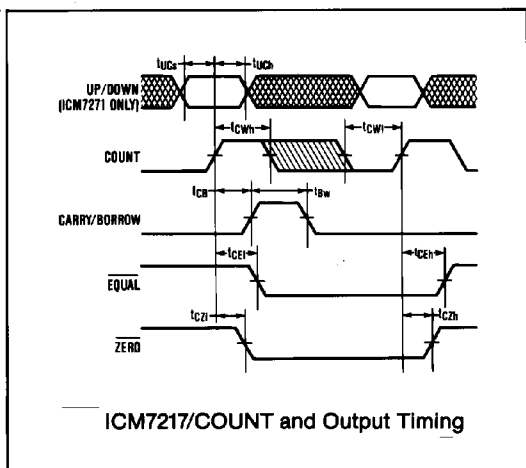 tUCs tUCh
UP/DOWN
(ICM7271 ONLY)
tCWh tCWl
COUNT
tCB tBw
CARRY/BORROW
tCEl tCEh
EQUAL
tCZl tCZh
ZERO
ICM7217/COUNT and Output Timing